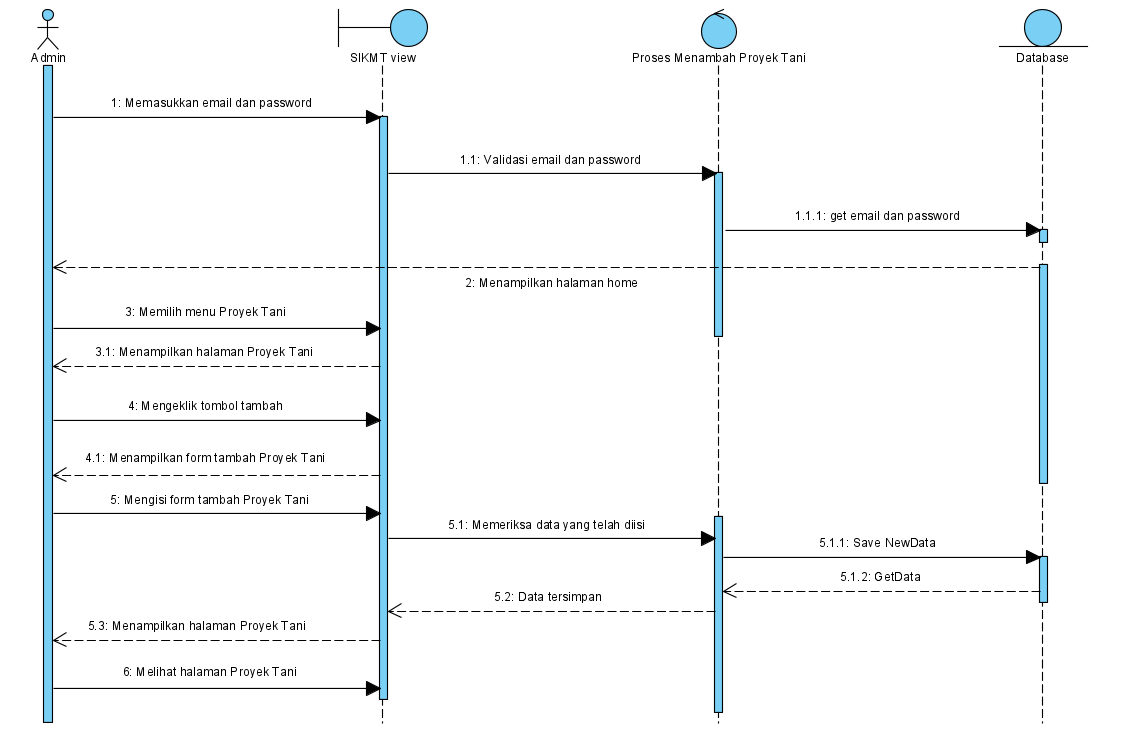 Admin
SIKMT view
Proses Menambah Proyek Tani
Database
1: Memasukkan email dan password
1.1: Validasi email dan password
1.1.1: get email dan password
2: Menampilkan halaman home
3: Memilih menu Proyek Tani
3.1: Menampilkan halaman Proyek Tani
4: Mengeklik tombol tambah
4.1: Menampilkan form tambah Proyek Tani
5: Mengisi form tambah Proyek Tani
5.1: Memeriksa data yang telah diisi
5.1.1: Save NewData
5.1.2: GetData
5.2: Data tersimpan
5.3: Menampilkan halaman Proyek Tani
6: Melihat halaman Proyek Tani